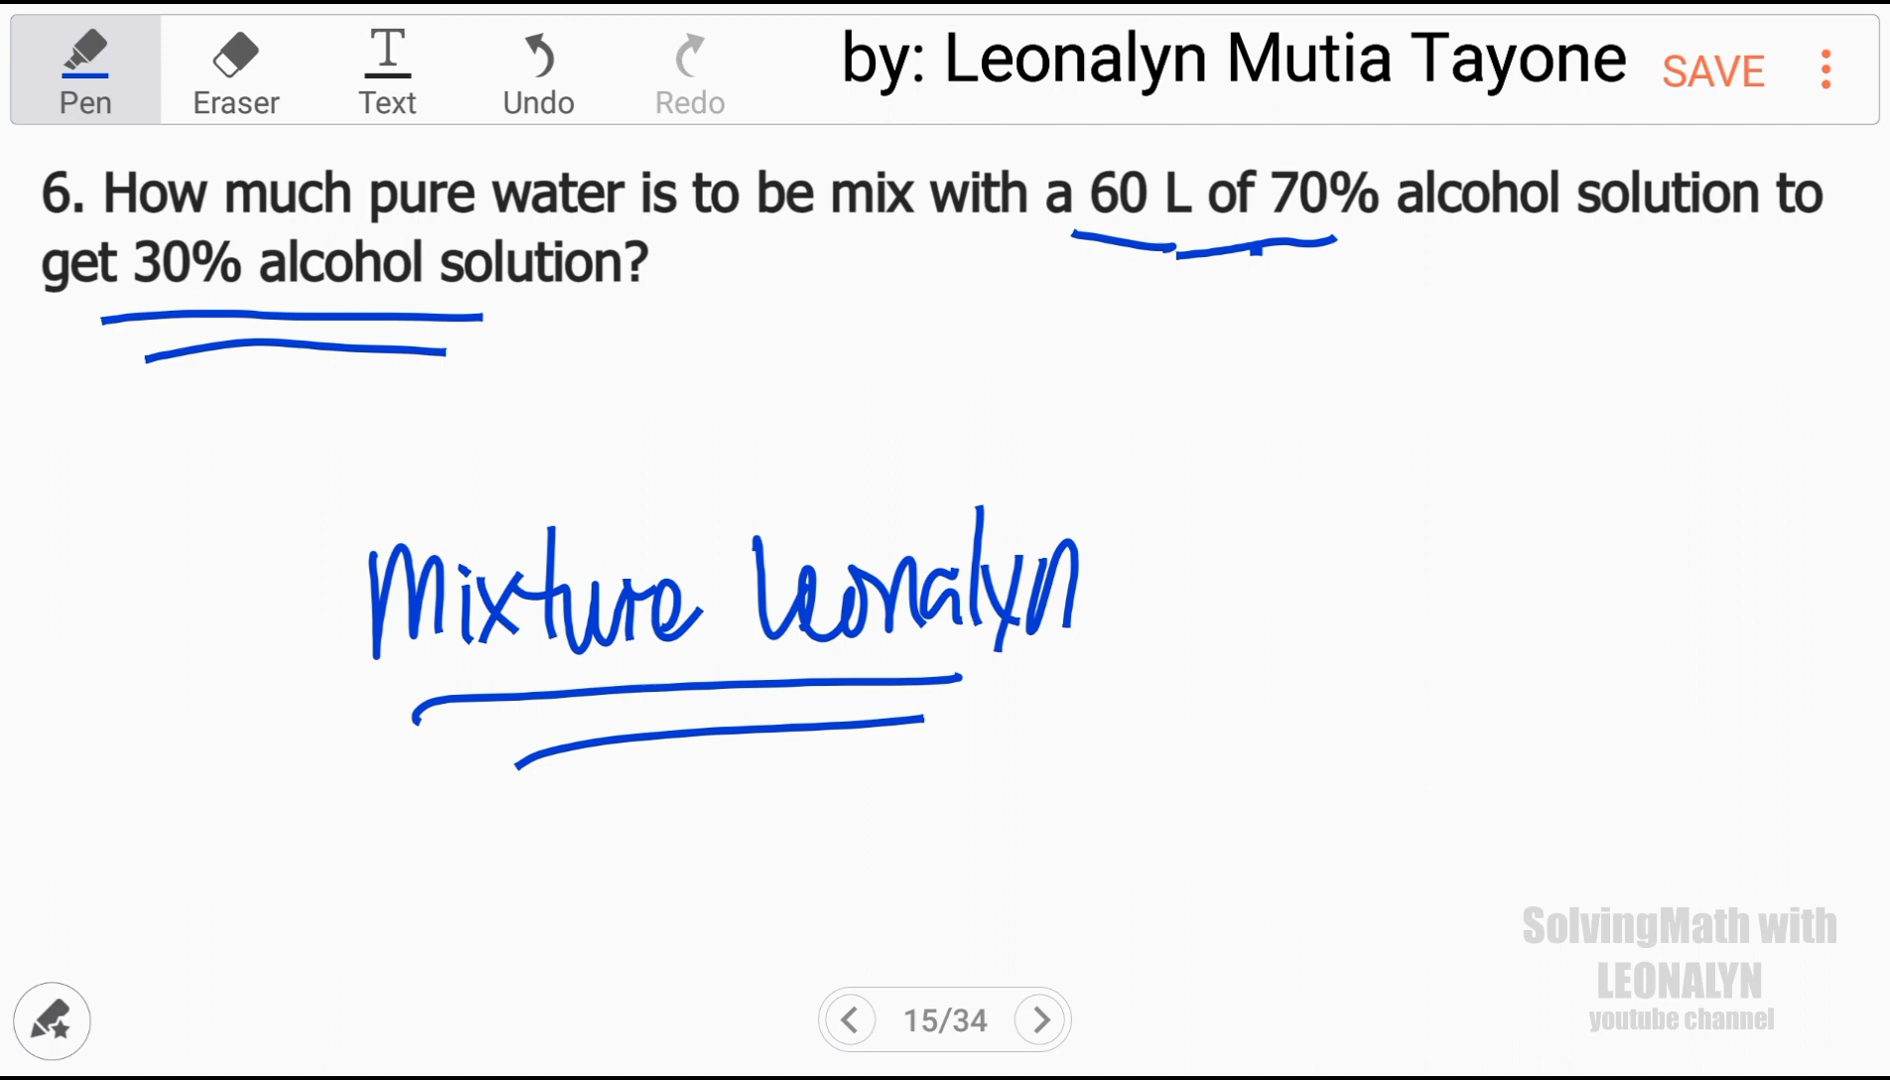 Pen Eraser Text Undo Redo by: Leonalyn Mutia Tayone SAVE
6. How much pure water is to be mix with a 60 L of 70% alcohol solution to
get 30% alcohol solution?
Mixture Leonalyn
SolvingMath with
LEONALYN
youtube channel
15/34